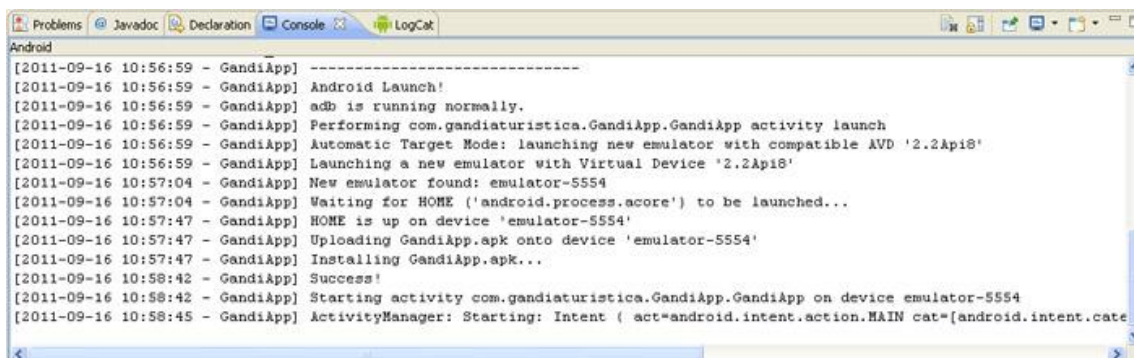 Problems @ Javadoc Declaration Console LogCat
Android
[2011-09-16 10:56:59 - GandiApp] ------------------------------
[2011-09-16 10:56:59 - GandiApp] Android Launch!
[2011-09-16 10:56:59 - GandiApp] adb is running normally.
[2011-09-16 10:56:59 - GandiApp] Performing com.gandiaturistica.GandiApp.GandiApp activity launch
[2011-09-16 10:56:59 - GandiApp] Automatic Target Mode: launching new emulator with compatible AVD '2.2Api8'
[2011-09-16 10:56:59 - GandiApp] Launching a new emulator with Virtual Device '2.2Api8'
[2011-09-16 10:57:04 - GandiApp] New emulator found: emulator-5554
[2011-09-16 10:57:04 - GandiApp] Waiting for HOME ('android.process.acore') to be launched...
[2011-09-16 10:57:47 - GandiApp] HOME is up on device 'emulator-5554'
[2011-09-16 10:57:47 - GandiApp] Uploading GandiApp.apk onto device 'emulator-5554'
[2011-09-16 10:57:47 - GandiApp] Installing GandiApp.apk...
[2011-09-16 10:58:42 - GandiApp] Success!
[2011-09-16 10:58:42 - GandiApp] Starting activity com.gandiaturistica.GandiApp.GandiApp on device emulator-5554
[2011-09-16 10:58:45 - GandiApp] ActivityManager: Starting: Intent { act=android.intent.action.MAIN cat=[android.intent.cate